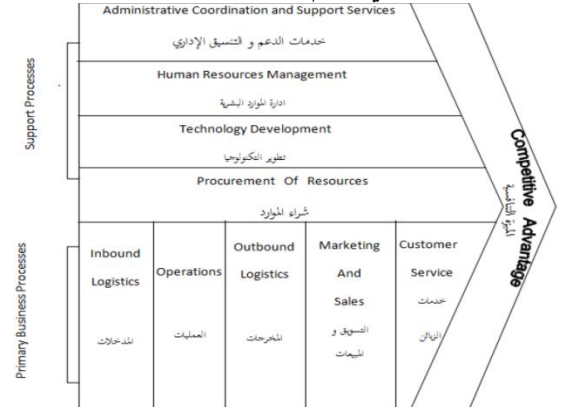 Administrative Coordination and Support Services
خدمات الدعم و التنسيق الإداري
Human Resources Management
ادارة الموارد البشرية
Technology Development
تطوير التكنولوجيا
Procurement Of Resources
شراء الموارد
Support Processes
Primary Business Processes
Inbound
Logistics
المدخلات
Operations
العمليات
Outbound
Logistics
المخرجات
Marketing
And
Sales
التسويق و
المبيعات
Customer
Service
خدمات
الزبائن
Competitive Advantage
الميزة التنافسية